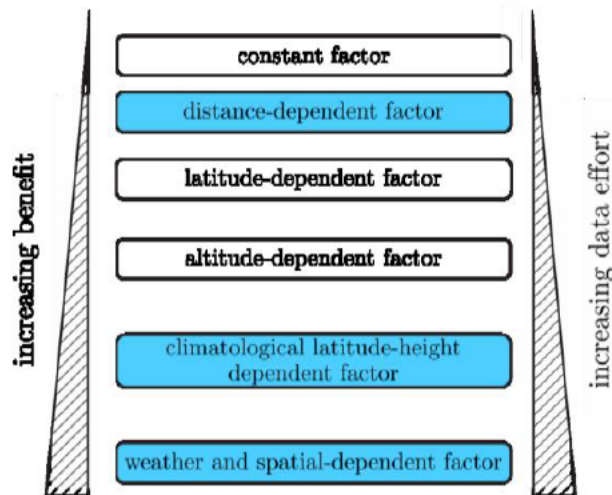 constant factor
distance-dependent factor
latitude-dependent factor
altitude-dependent factor
climatological latitude-height
dependent factor
weather and spatial-dependent factor
increasing benefit
increasing data effort